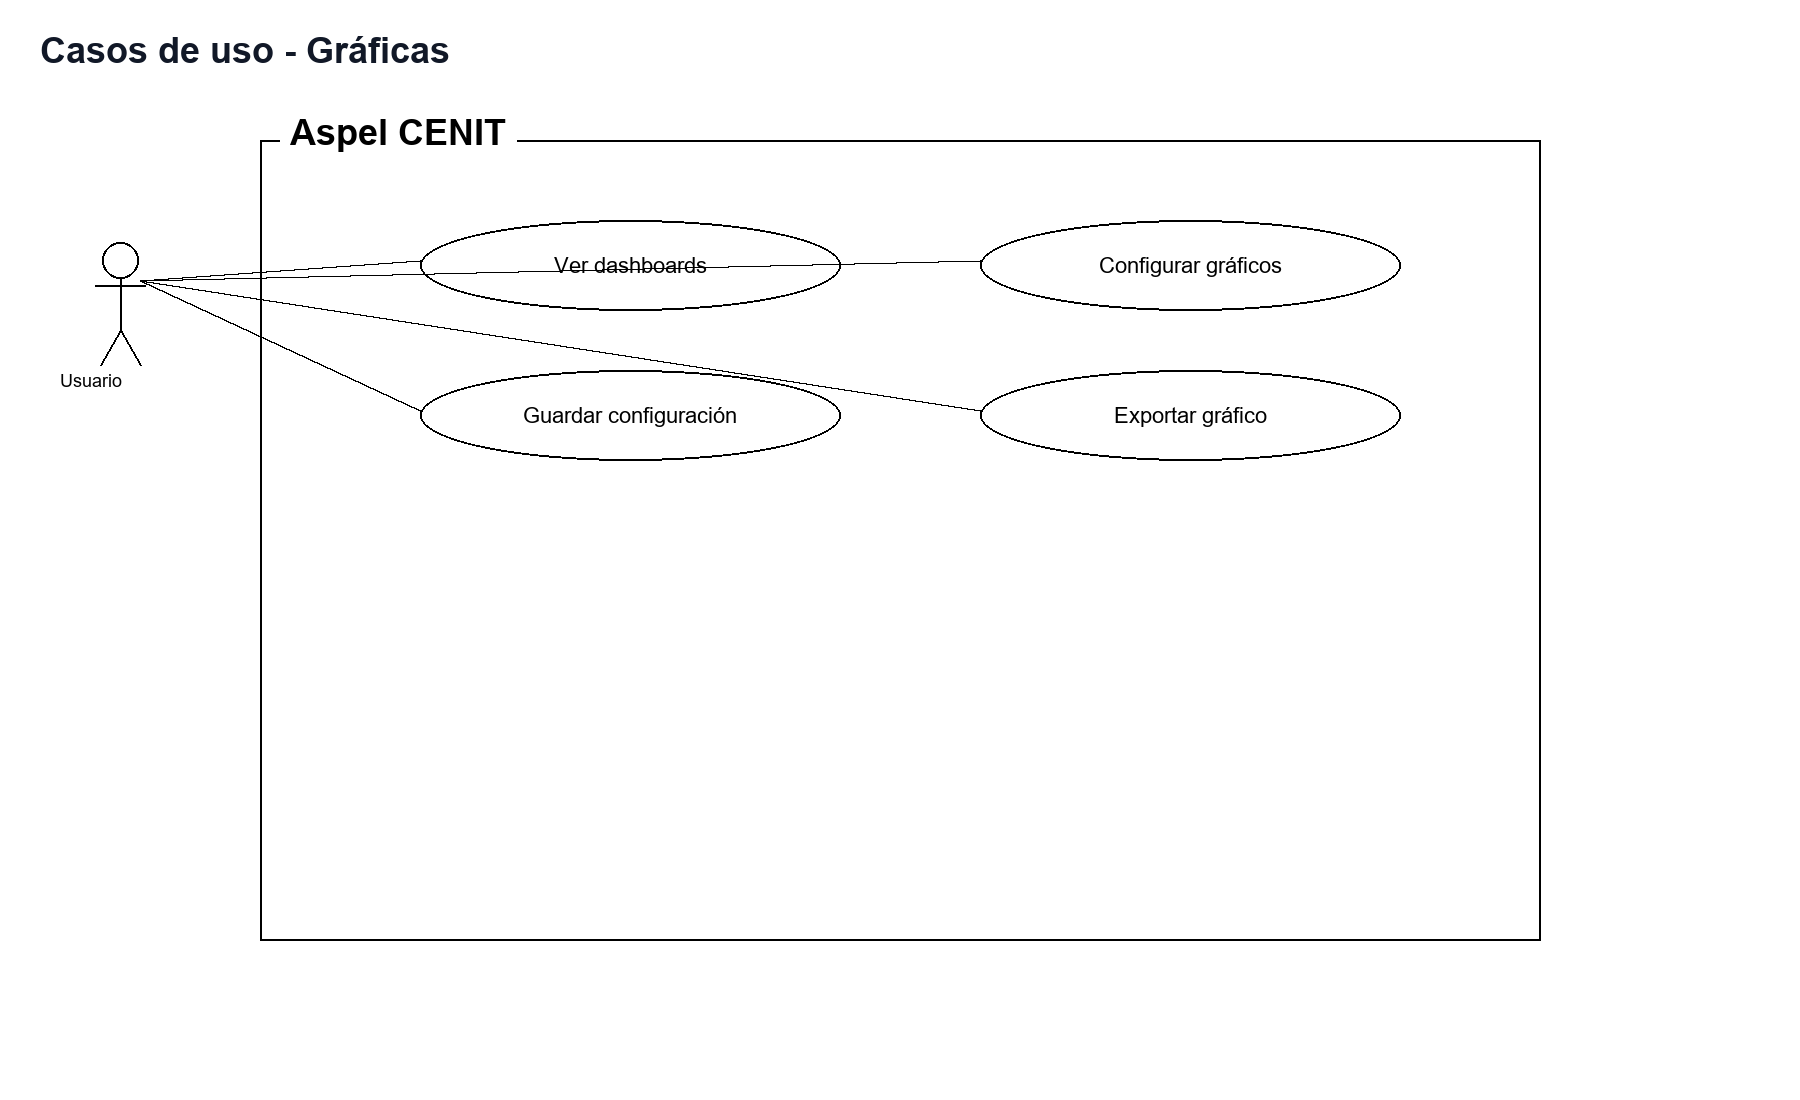 Casos de uso - Gráficas
Aspel CENIT
Ver dashboards
Configurar gráficos
Usuario
Guardar configuración
Exportar gráfico